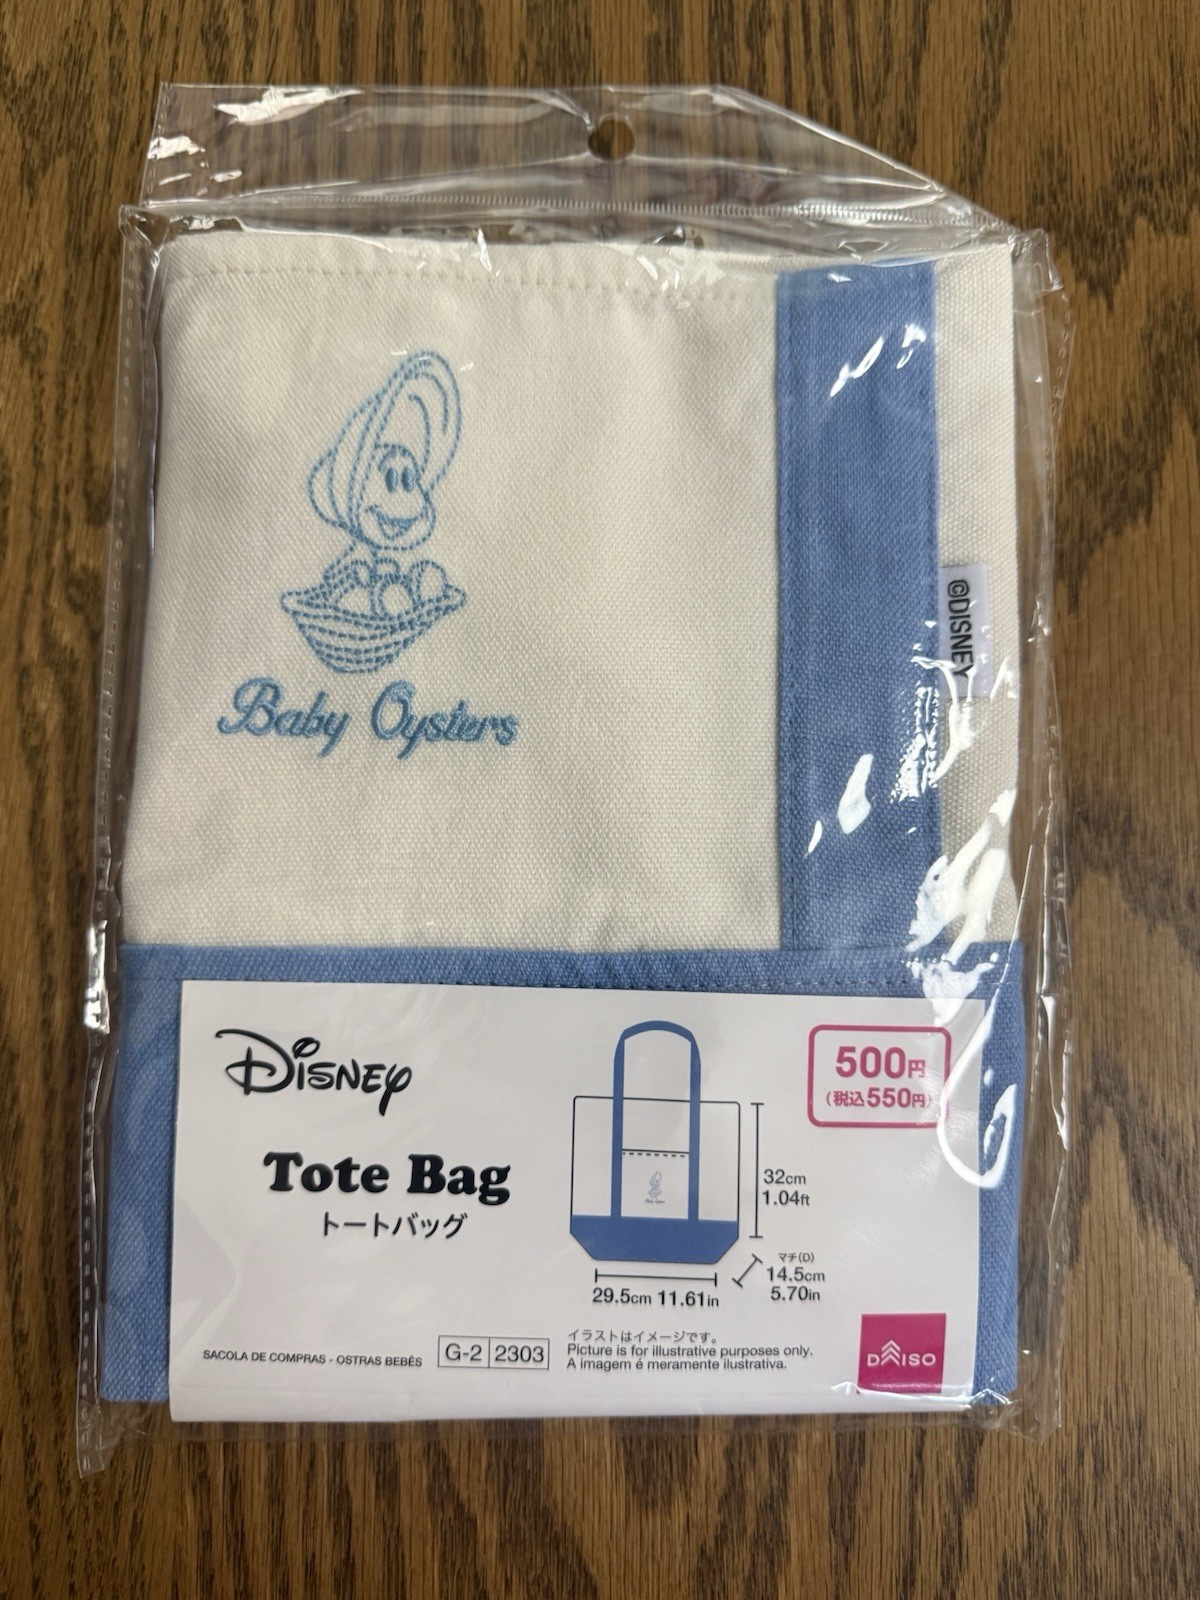 Baby Oysters
©DISNEY
DISNEY
Tote Bag
トートバッグ
500円
(税込550円)
32cm
1.04ft
マチ(D)
14.5cm
5.70in
29.5cm 11.61in
SACOLA DE COMPRAS - OSTRAS BEBÊS
G-2 2303
イラストはイメージです。
Picture is for illustrative purposes only.
A imagem é meramente ilustrativa.
DAISO